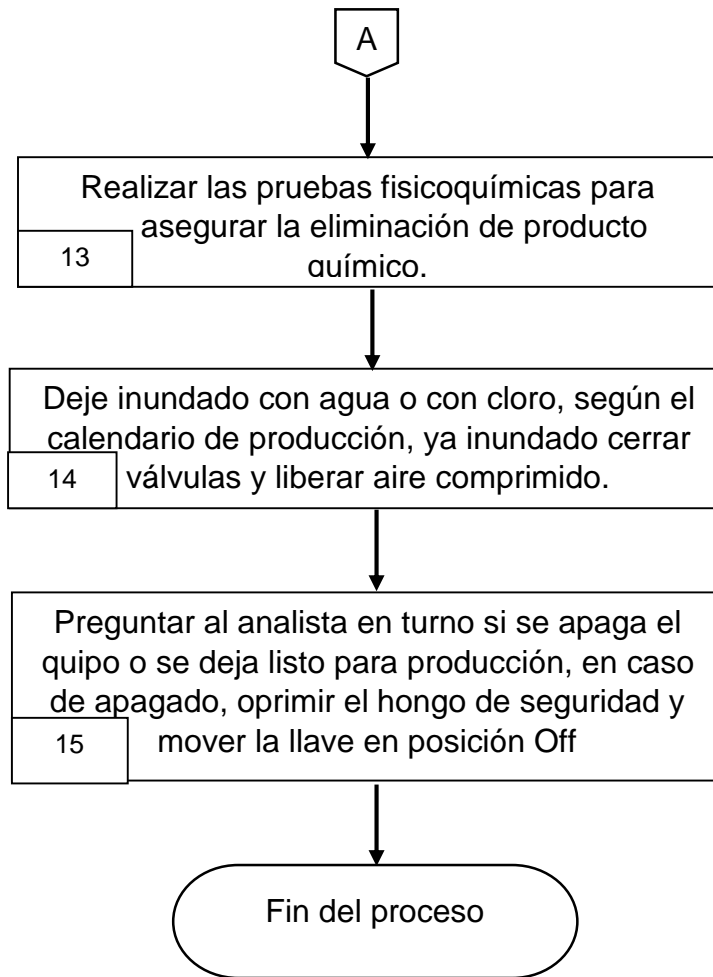 A
Realizar las pruebas fisicoquímicas para
asegurar la eliminación de producto
químico.
13
Deje inundado con agua o con cloro, según el
calendario de producción, ya inundado cerrar
válvulas y liberar aire comprimido.
14
Preguntar al analista en turno si se apaga el
quipo o se deja listo para producción, en caso
de apagado, oprimir el hongo de seguridad y
mover la llave en posición Off
15
Fin del proceso